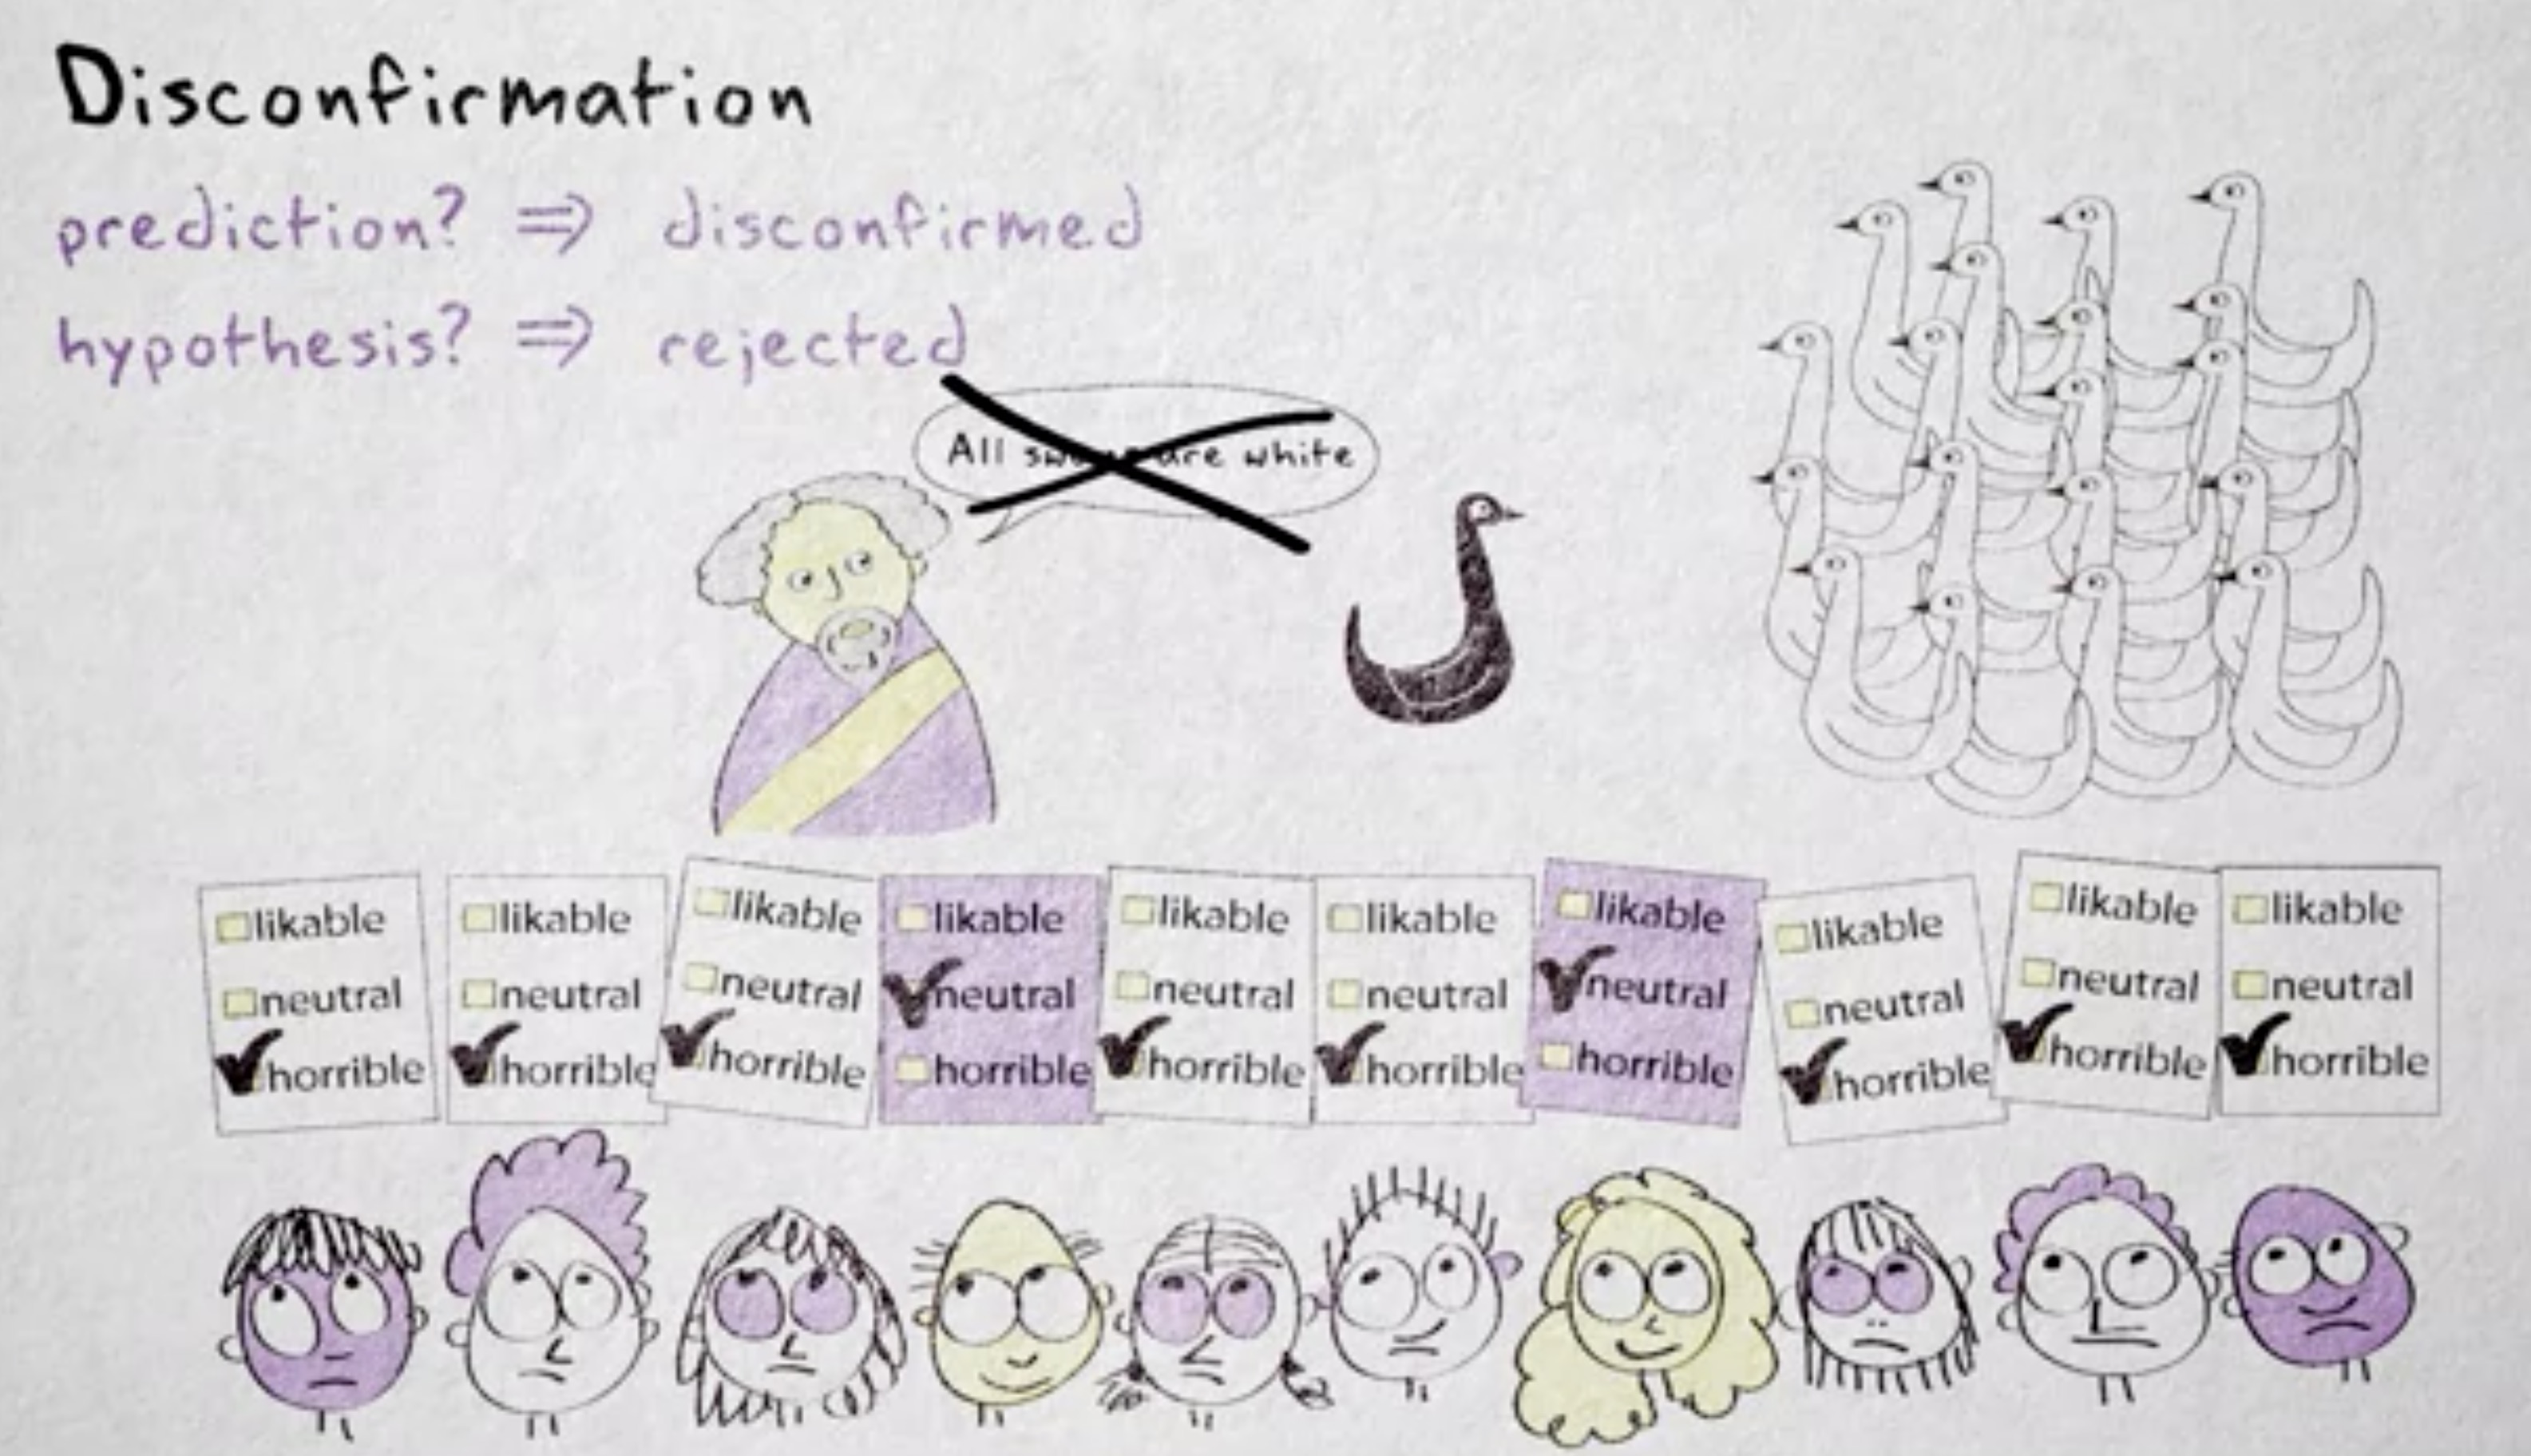 Disconfirmation
prediction? ⇒ disconfirmed
hypothesis? ⇒ rejected
All are white
likable
neutral
horrible
likable
neutral
horrible
likable
neutral
horrible
likable
neutral
horrible
likable
neutral
horrible
likable
neutral
horrible
likable
neutral
horrible
likable
neutral
horrible
likable
neutral
horrible
likable
neutral
horrible